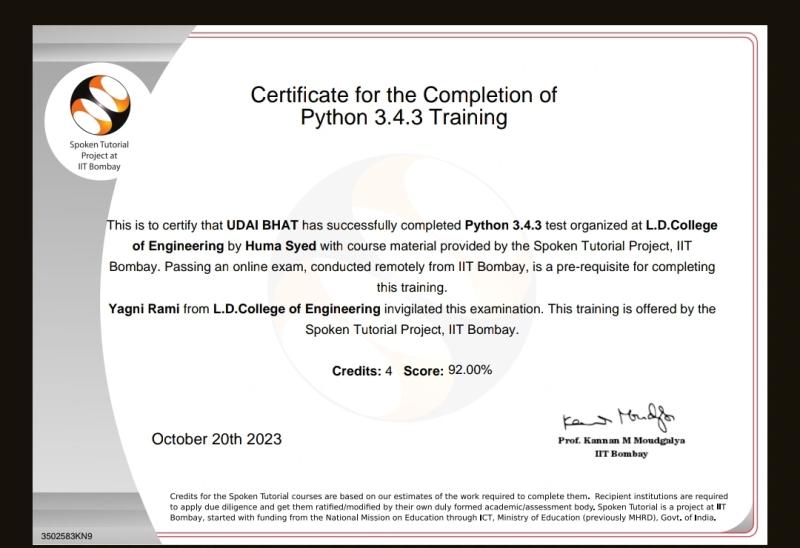 Certificate for the Completion of
Python 3.4.3 Training
Spoken Tutorial
Project at
IIT Bombay
This is to certify that UDAI BHAT has successfully completed Python 3.4.3 test organized at L.D.College
of Engineering by Huma Syed with course material provided by the Spoken Tutorial Project, IIT
Bombay. Passing an online exam, conducted remotely from IIT Bombay, is a pre-requisite for completing
this training.
Yagni Rami from L.D.College of Engineering invigilated this examination. This training is offered by the
Spoken Tutorial Project, IIT Bombay.
Credits: 4 Score: 92.00%
October 20th 2023
Prof. Kannan M Moudgalya
IIT Bombay
Credits for the Spoken Tutorial courses are based on our estimates of the work required to complete them. Recipient institutions are required
to apply due diligence and get them ratified/modified by their own duly formed academic/assessment body. Spoken Tutorial is a project at IIT
Bombay, started with funding from the National Mission on Education through ICT, Ministry of Education (previously MHRD), Govt. of India.
3502583KN9